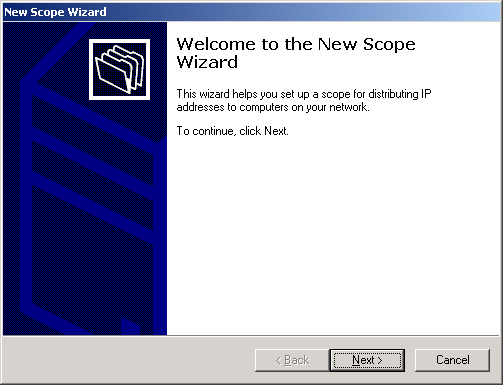 New Scope Wizard
Welcome to the New Scope
Wizard
This wizard helps you set up a scope for distributing IP
addresses to computers on your network.
To continue, click Next.
< Back
Next >
Cancel